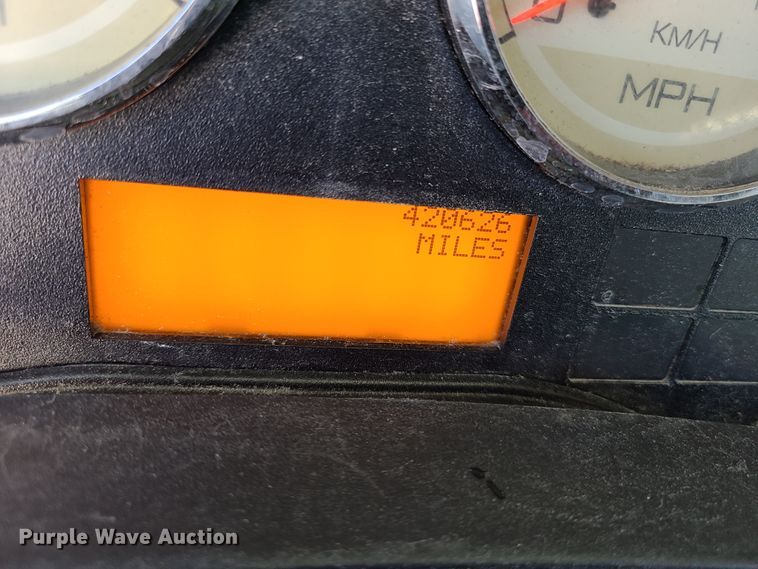 KM/H
MPH
420626
MILES
Purple Wave Auction